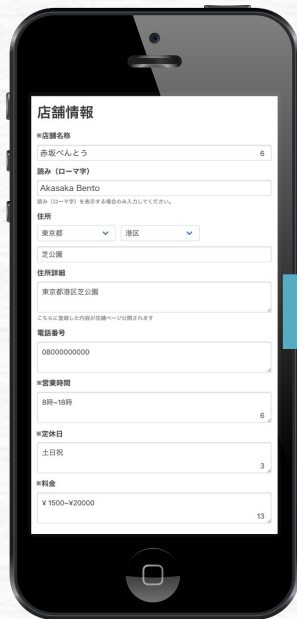 店舗情報
※店舗名称
赤坂べんとう 6
読み（ローマ字）
Akasaka Bento
読み（ローマ字）を表示する場合のみ入力してください。
住所
東京都 港区
芝公園
住所詳細
東京都港区芝公園
こちらに登録した内容が店舗ページ公開されます
電話番号
08000000000
※営業時間
8時~18時
6
※定休日
土日祝
3
※料金
¥ 1500~¥20000
13